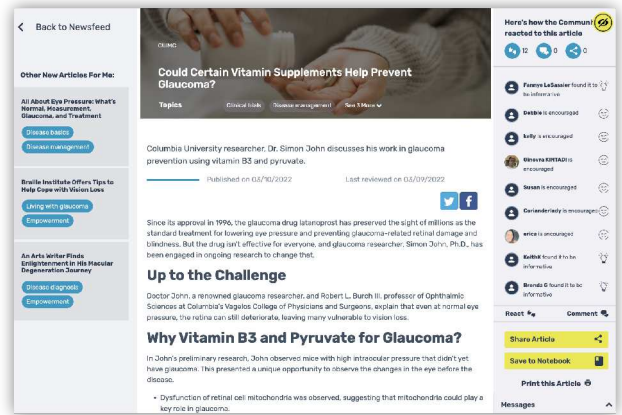 Back to Newsfeed
Other New Articles For Me:
All About Eye Pressure: What's
Normal, Measurement,
Glaucoma, and Treatment
Disease basics
Disease management
Braille Institute Offers Tips to
Help Cope with Vision Loss
Living with glaucoma
Empowerment
An Arts Writer Finds
Enlightenment in His Macular
Degeneration Journey
Disease diagnosis
Empowerment
CIUMC
Could Certain Vitamin Supplements Help Prevent
Glaucoma?
Topics
Clinical trials
Disease management
See 3 More
Columbia University researcher, Dr. Simon John discusses his work in glaucoma
prevention using vitamin B3 and pyruvate.
Published on 03/10/2022
Last reviewed on 03/09/2022
Since its approval in 1996, the glaucoma drug latanoprost has preserved the sight of millions as the
standard treatment for lowering eye pressure and preventing glaucoma-related retinal damage and
blindness. But the drug isn't effective for everyone, and glaucoma researcher, Simon John, Ph.D., has
been engaged in ongoing research to change that.
Up to the Challenge
Doctor John, a renowned glaucoma researcher, and Robert L. Burch III, professor of Ophthalmic
Sciences at Columbia's Vagelos College of Physicians and Surgeons, explain that even at normal eye
pressure, the retina can still deteriorate, leaving many vulnerable to vision loss.
Why Vitamin B3 and Pyruvate for Glaucoma?
In John's preliminary research, John observed mice with high intraocular pressure that didn't yet
have glaucoma. This presented a unique opportunity to observe the changes in the eye before the
disease.
• Dysfunction of retinal cell mitochondria was observed, suggesting that mitochondria could play a
key role in glaucoma.
Here's how the Communit
reacted to this article
12
0
0
Fannye LeGassier found it to
be informative
Debbie is encouraged
kelly is encouraged
Ginevra KIHTADI is
encouraged
Susan is encouraged
Corianderlady is encouraged
erica is encouraged
KeithK found it to be
informative
Brenda G found it to be
informative
React
Comment
Share Article
Save to Notebook
Print this Article
Messages